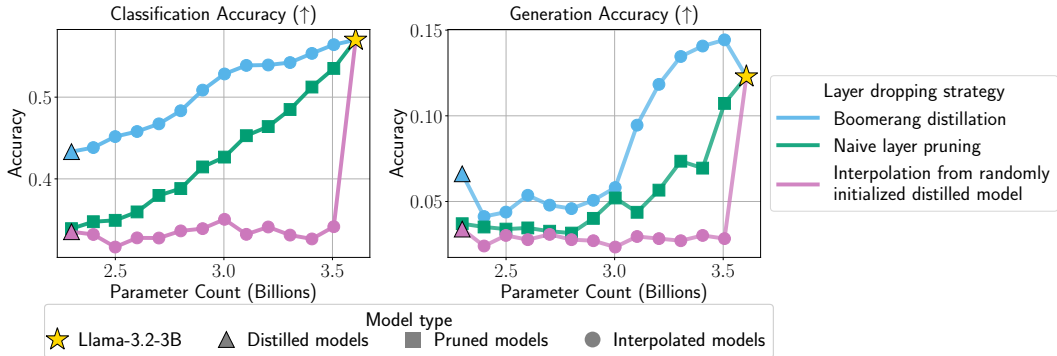 Classification Accuracy (↑)
Generation Accuracy (↑)
Accuracy
0.5
0.4
2.5
3.0
3.5
Parameter Count (Billions)
Accuracy
0.15
0.10
0.05
2.5
3.0
3.5
Parameter Count (Billions)
Layer dropping strategy
Boomerang distillation
Naive layer pruning
Interpolation from randomly
initialized distilled model
Model type
Llama-3.2-3B
Distilled models
Pruned models
Interpolated models